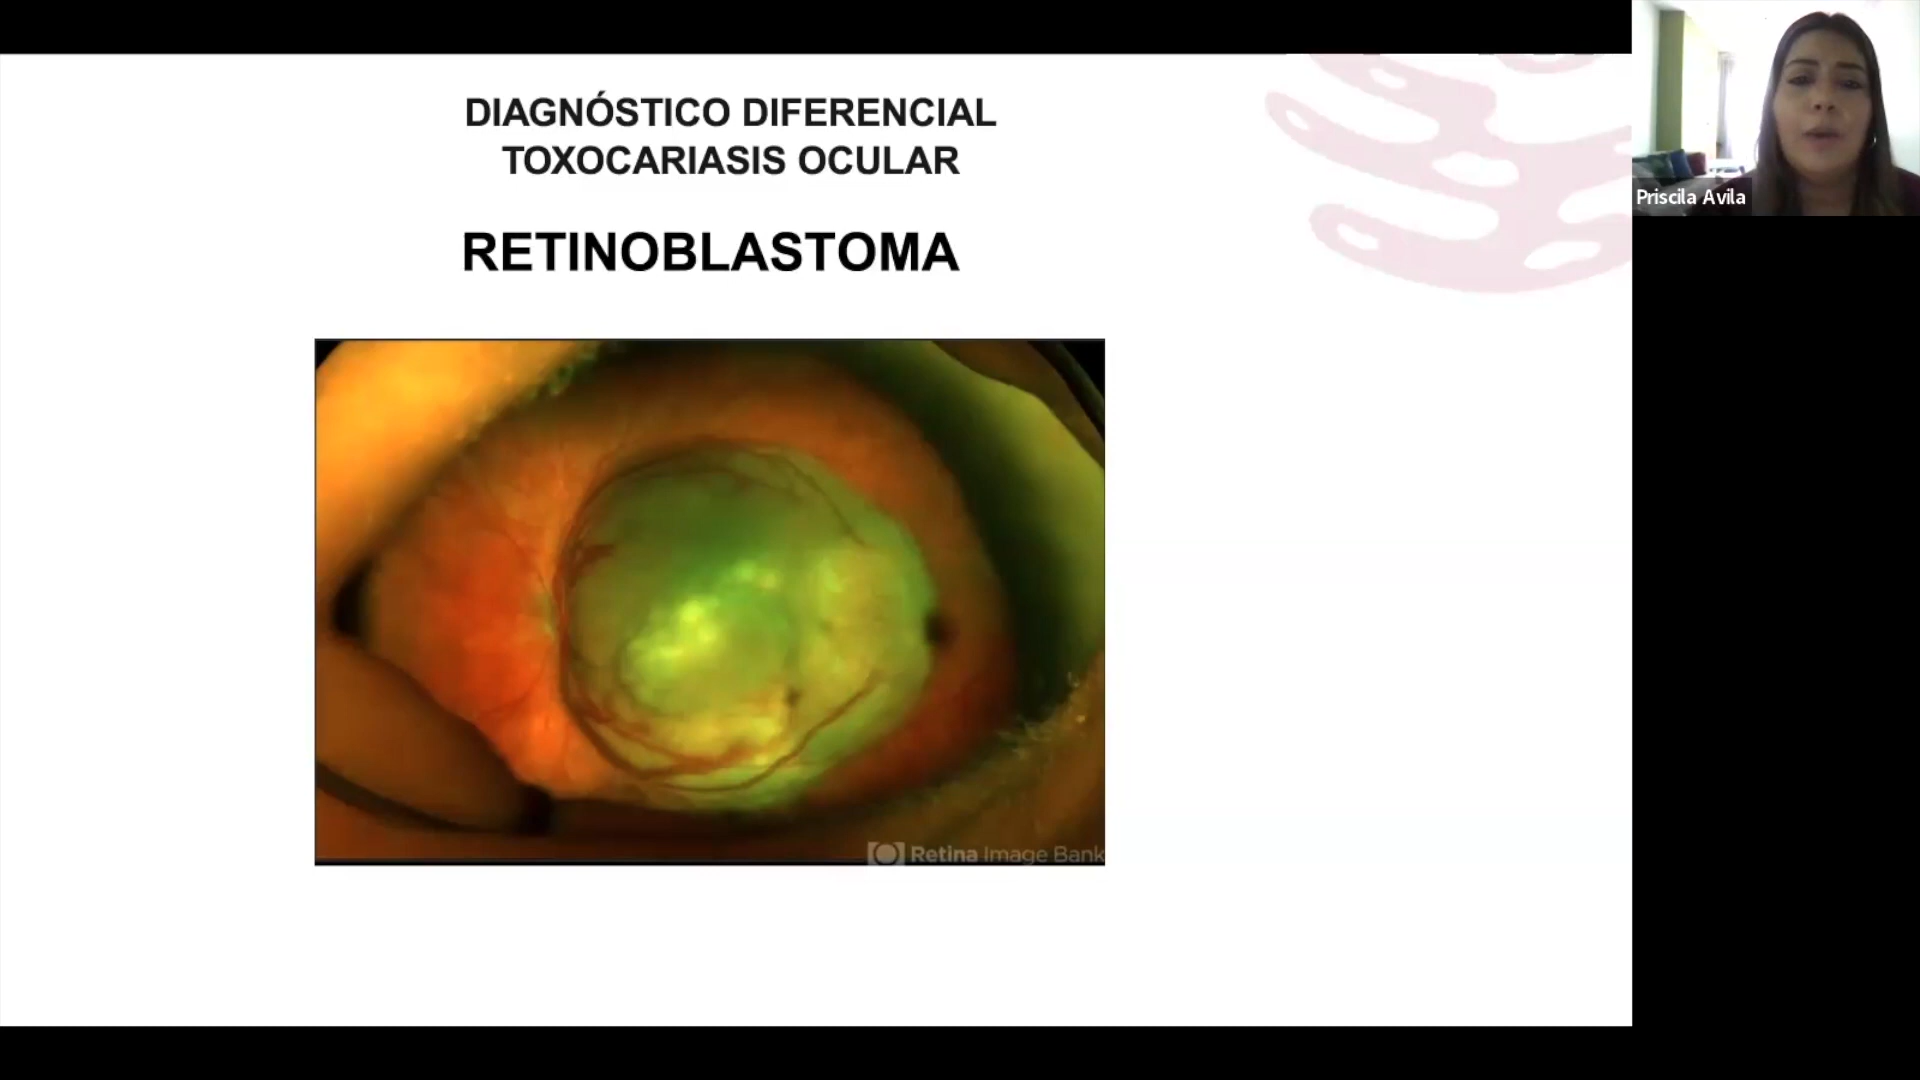 DIAGNÓSTICO DIFERENCIAL
TOXOCARIASIS OCULAR
RETINOBLASTOMA
Priscila Avila
Retina Image Bank